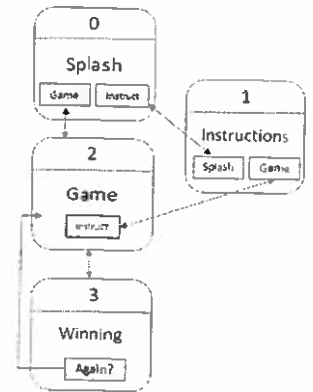 0
Splash
Game Instruct
1
Instructions
Splash Game
2
Game
Instruct
3
Winning
Again?